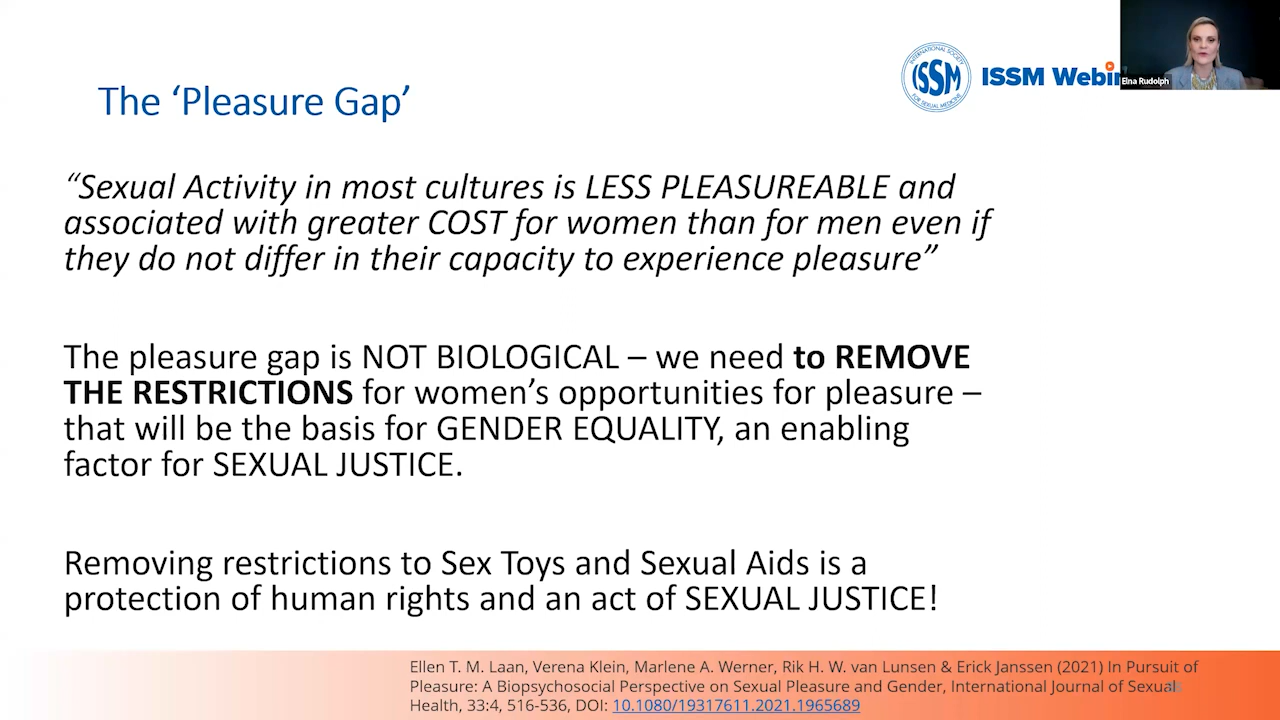 The ‘Pleasure Gap’
INTERNATIONAL SOCIETY
ISSM
FOR SEXUAL MEDICINE
ISSM Webin
Elna Rudolph
“Sexual Activity in most cultures is LESS PLEASUREABLE and
associated with greater COST for women than for men even if
they do not differ in their capacity to experience pleasure”
The pleasure gap is NOT BIOLOGICAL – we need to REMOVE
THE RESTRICTIONS for women’s opportunities for pleasure –
that will be the basis for GENDER EQUALITY, an enabling
factor for SEXUAL JUSTICE.
Removing restrictions to Sex Toys and Sexual Aids is a
protection of human rights and an act of SEXUAL JUSTICE!
Ellen T. M. Laan, Verena Klein, Marlene A. Werner, Rik H. W. van Lunsen & Erick Janssen (2021) In Pursuit of
Pleasure: A Biopsychosocial Perspective on Sexual Pleasure and Gender, International Journal of Sexual
Health, 33:4, 516-536, DOI: 10.1080/19317611.2021.1965689